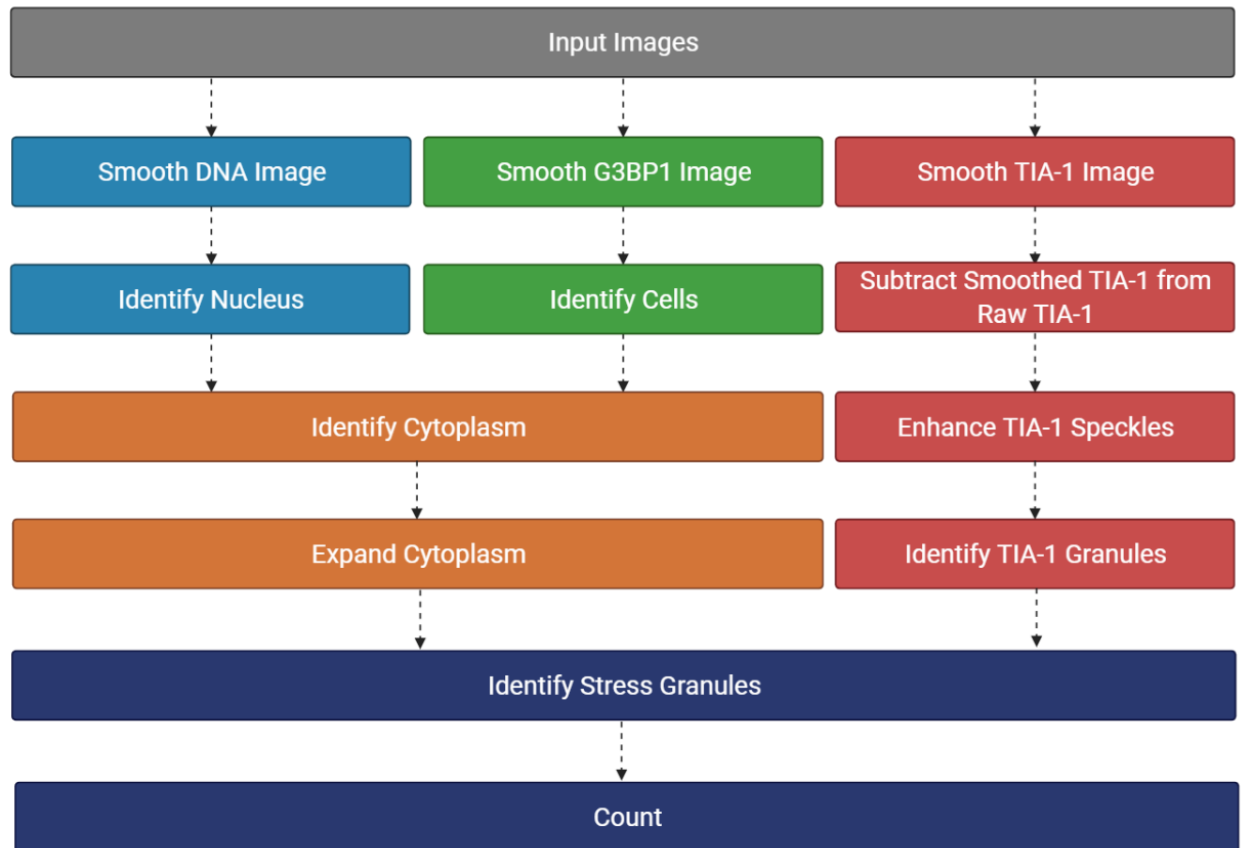 Input Images
Smooth DNA Image
Smooth G3BP1 Image
Smooth TIA-1 Image
Identify Nucleus
Identify Cells
Subtract Smoothed TIA-1 from
Raw TIA-1
Identify Cytoplasm
Enhance TIA-1 Speckles
Expand Cytoplasm
Identify TIA-1 Granules
Identify Stress Granules
Count